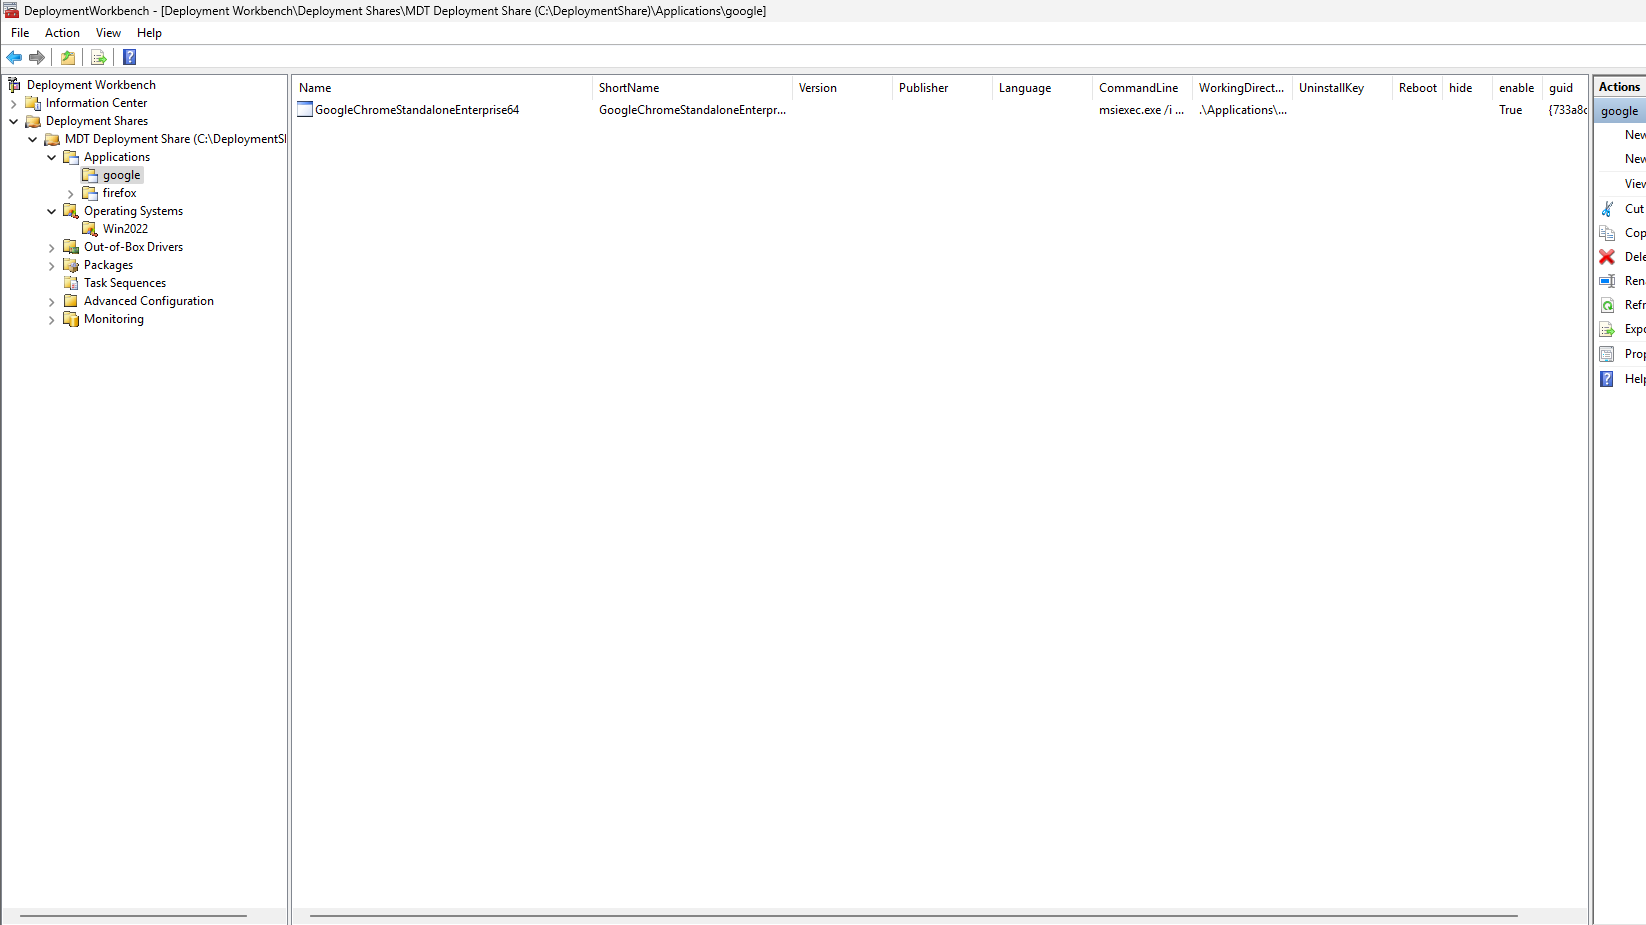 DeploymentWorkbench - [Deployment Workbench\Deployment Shares\MDT Deployment Share (C:\DeploymentShare)\Applications\google]
File Action View Help
Deployment Workbench
Information Center
Deployment Shares
MDT Deployment Share (C:\DeploymentSl
Applications
google
firefox
Operating Systems
Win2022
Out-of-Box Drivers
Packages
Task Sequences
Advanced Configuration
Monitoring
Name ShortName Version Publisher Language CommandLine WorkingDirect... UninstallKey Reboot hide enable guid
GoogleChromeStandaloneEnterprise64 GoogleChromeStandaloneEnterpr... msiexec.exe /i ... .\Applications\... True {733a8c
Actions
google
New
New
View
Cut
Cop
Dele
Ren
Refr
Expo
Prop
Help